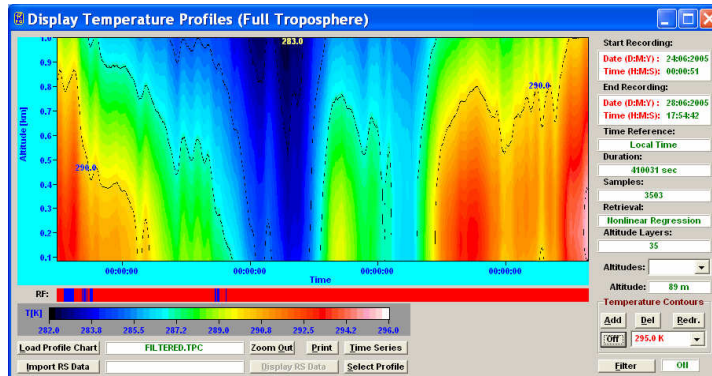 Display Temperature Profiles (Full Troposphere)
1.0
0.9
0.8
0.7
0.6
0.5
0.4
0.3
0.2
0.1
Altitude [km]
283.0
290.0
290.0
00:00:00
00:00:00
00:00:00
00:00:00
Time
RF:
T[K]
282.0
283.8
285.5
287.2
289.0
290.8
292.5
294.2
296.0
Load Profile Chart
FILTERED.TPC
Zoom Out
Print
Time Series
Import RS Data
Display RS Data
Select Profile
Start Recording:
Date (D:M:Y) : 24:06:2005
Time (H:M:S): 00:00:51
End Recording:
Date (D:M:Y) : 28:06:2005
Time (H:M:S): 17:54:42
Time Reference:
Local Time
Duration:
410031 sec
Samples:
3503
Retrieval:
Nonlinear Regression
Altitude Layers:
35
Altitudes:
Altitude: 89 m
Temperature Contours
Add
Del
Redr.
Off
295.0 K
Filter
Off